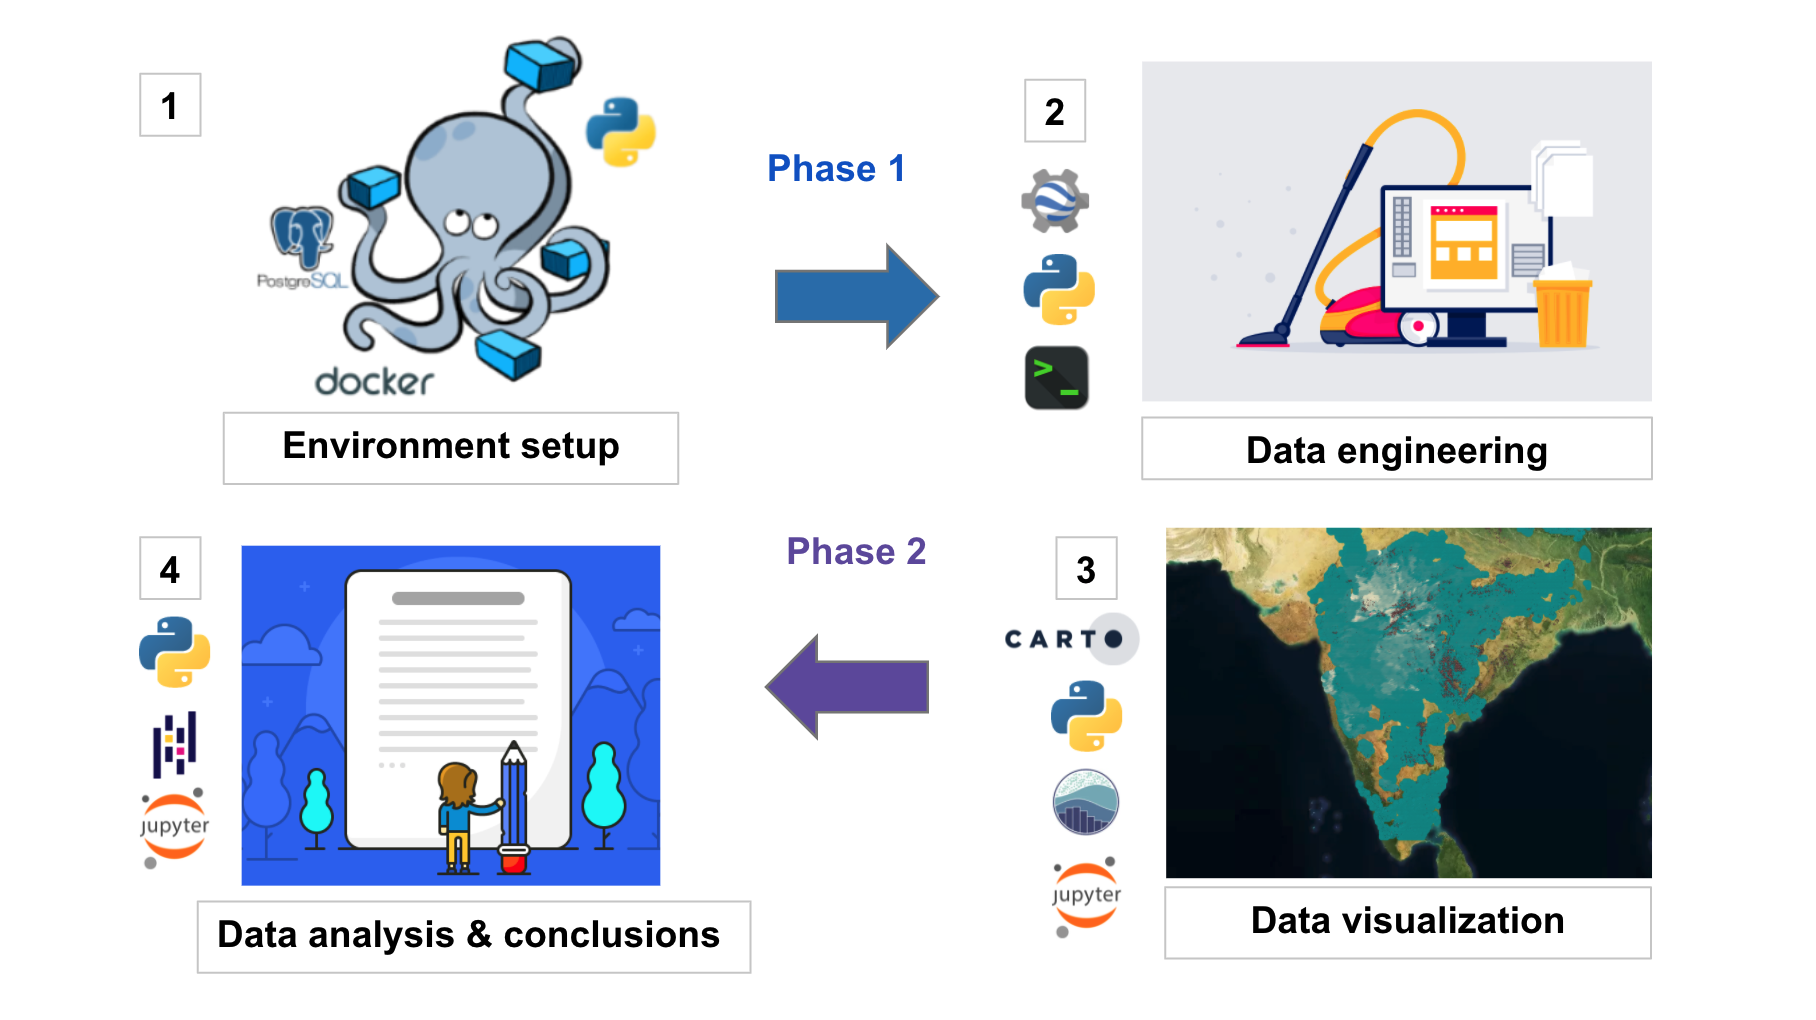 1
PostgreSQL
docker
Environment setup
Phase 1
2
>_
Data engineering
Phase 2
3
CARTO
jupyter
Data visualization
4
jupyter
Data analysis & conclusions